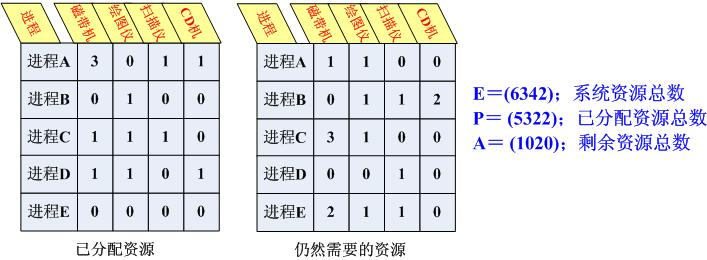 进程 磁带机 绘图仪 扫描仪 CD机
进程A 3 0 1 1
进程B 0 1 0 0
进程C 1 1 1 0
进程D 1 1 0 1
进程E 0 0 0 0
已分配资源
进程 磁带机 绘图仪 扫描仪 CD机
进程A 1 1 0 0
进程B 0 1 1 2
进程C 3 1 0 0
进程D 0 0 1 0
进程E 2 1 1 0
仍然需要的资源
E＝(6342)；系统资源总数
P＝ (5322)；已分配资源总数
A＝ (1020)；剩余资源总数